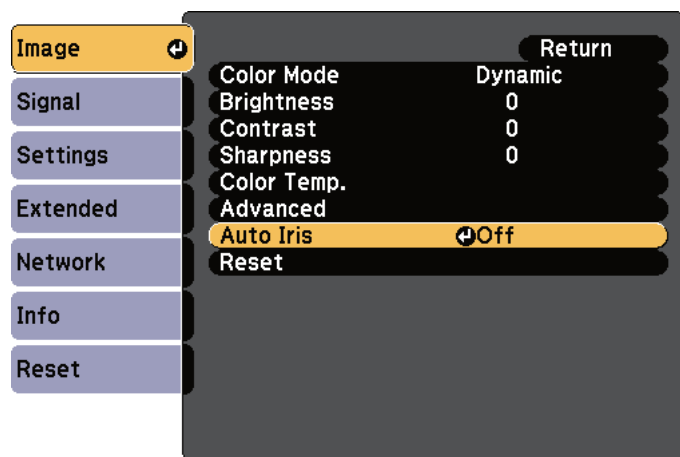 Image
Signal
Settings
Extended
Network
Info
Reset
Return
Color Mode Dynamic
Brightness 0
Contrast 0
Sharpness 0
Color Temp.
Advanced
Auto Iris Off
Reset